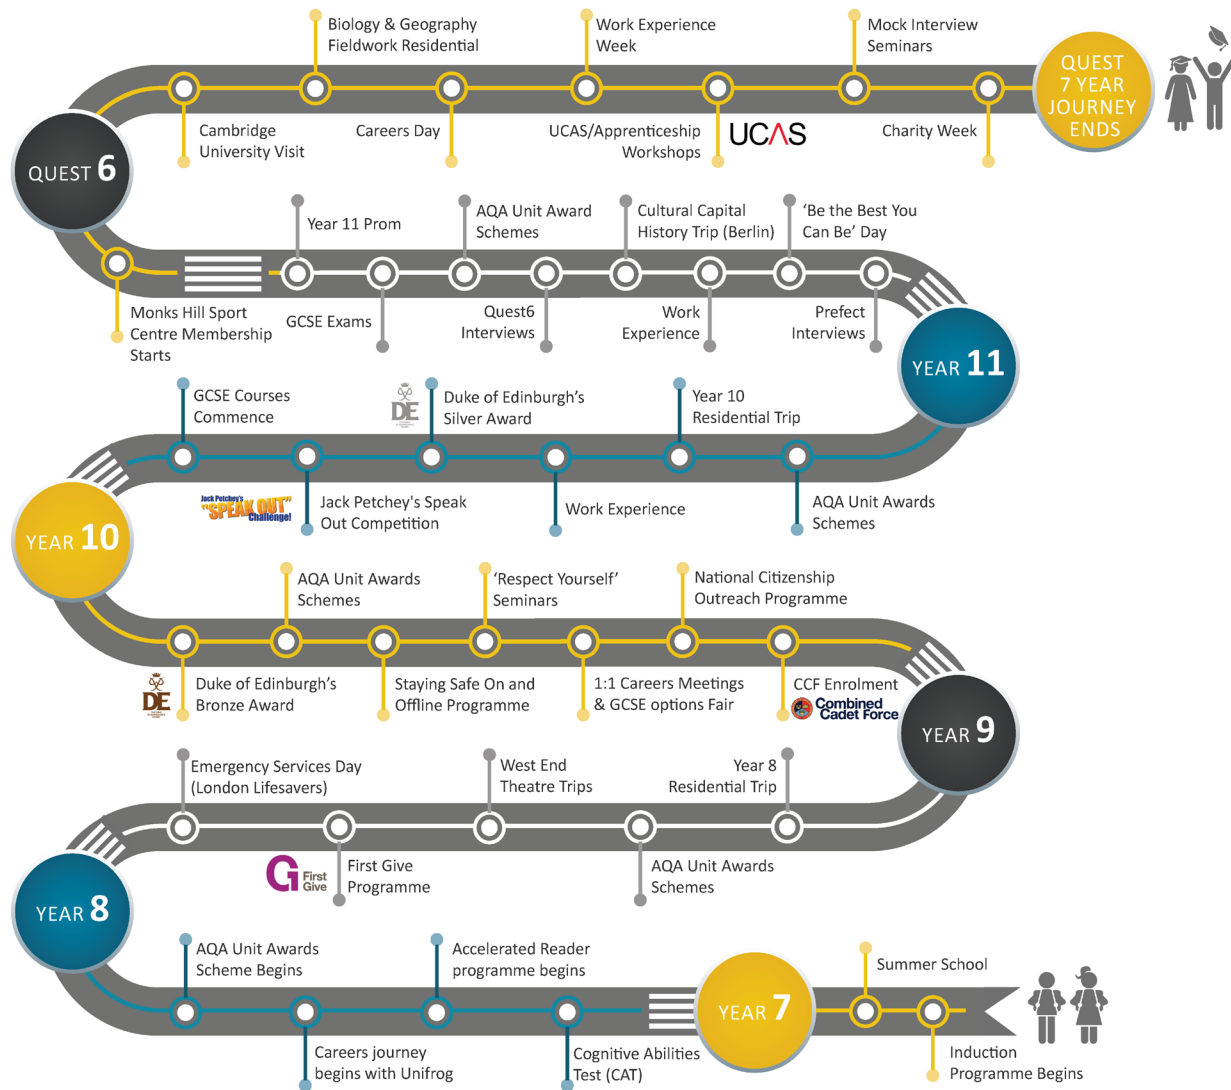 Biology & Geography
Fieldwork Residential
Work Experience
Week
Mock Interview
Seminars
QUEST
7 YEAR
JOURNEY
ENDS
Cambridge
University Visit
Careers Day
UCAS/Apprenticeship
Workshops
UCAS
Charity Week
QUEST 6
Year 11 Prom
AQA Unit Award
Schemes
Cultural Capital
History Trip (Berlin)
‘Be the Best You
Can Be’ Day
Monks Hill Sport
Centre Membership
Starts
GCSE Exams
Quest6
Interviews
Work
Experience
Prefect
Interviews
YEAR 11
GCSE Courses
Commence
DE
Duke of Edinburgh’s
Silver Award
Year 10
Residential Trip
Jack Petchey's
"SPEAK OUT"
Challenge!
Jack Petchey's Speak
Out Competition
Work Experience
AQA Unit Awards
Schemes
YEAR 10
AQA Unit Awards
Schemes
‘Respect Yourself’
Seminars
National Citizenship
Outreach Programme
DE
Duke of Edinburgh’s
Bronze Award
Staying Safe On and
Offline Programme
1:1 Careers Meetings
& GCSE options Fair
CCF Enrolment
Combined
Cadet Force
YEAR 9
Emergency Services Day
(London Lifesavers)
West End
Theatre Trips
Year 8
Residential Trip
G First
Give
First Give
Programme
AQA Unit Awards
Schemes
YEAR 8
AQA Unit Awards
Scheme Begins
Accelerated Reader
programme begins
YEAR 7
Summer School
Careers journey
begins with Unifrog
Cognitive Abilities
Test (CAT)
Induction
Programme Begins